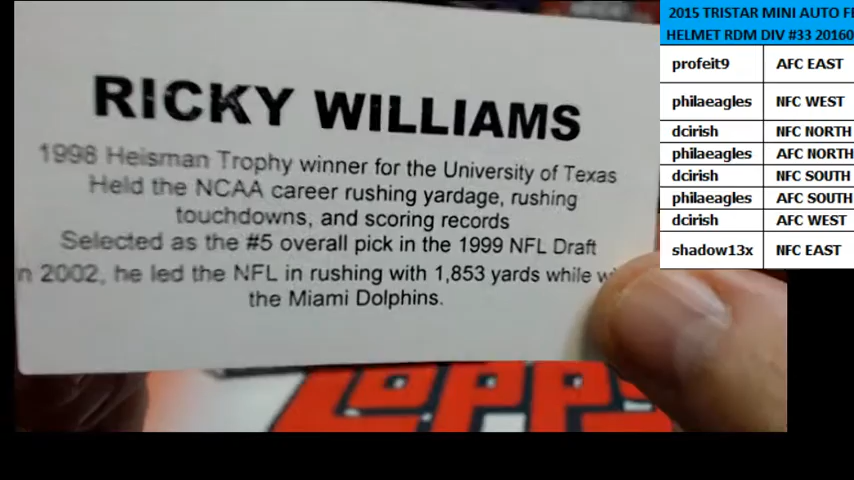 RICKY WILLIAMS
1998 Heisman Trophy winner for the University of Texas
Held the NCAA career rushing yardage, rushing
touchdowns, and scoring records
Selected as the #5 overall pick in the 1999 NFL Draft
n 2002, he led the NFL in rushing with 1,853 yards while
the Miami Dolphins.
Topps
2015 TRISTAR MINI AUTO F
HELMET RDM DIV #33 20160
profeit9 AFC EAST
philaeagles NFC WEST
dcirish NFC NORTH
philaeagles AFC NORTH
dcirish NFC SOUTH
philaeagles AFC SOUTH
dcirish AFC WEST
shadow13x NFC EAST